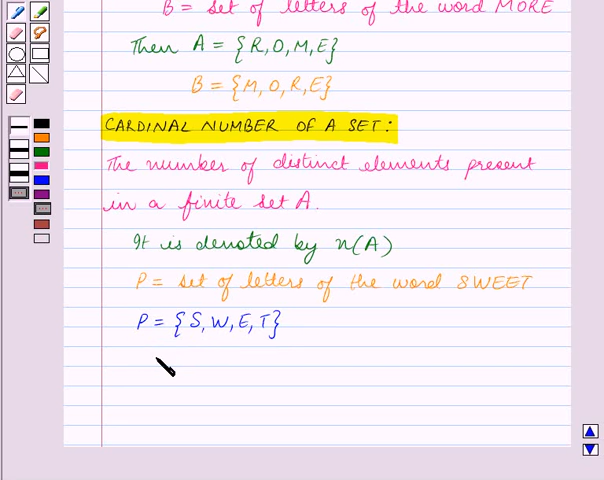 B = set of letters of the word MORE
Then A = {R, O, M, E}
B = {M, O, R, E}
CARDINAL NUMBER OF A SET:
The number of distinct elements present
in a finite set A.
It is denoted by n(A)
P = set of letters of the word SWEET
P = {S, W, E, T}